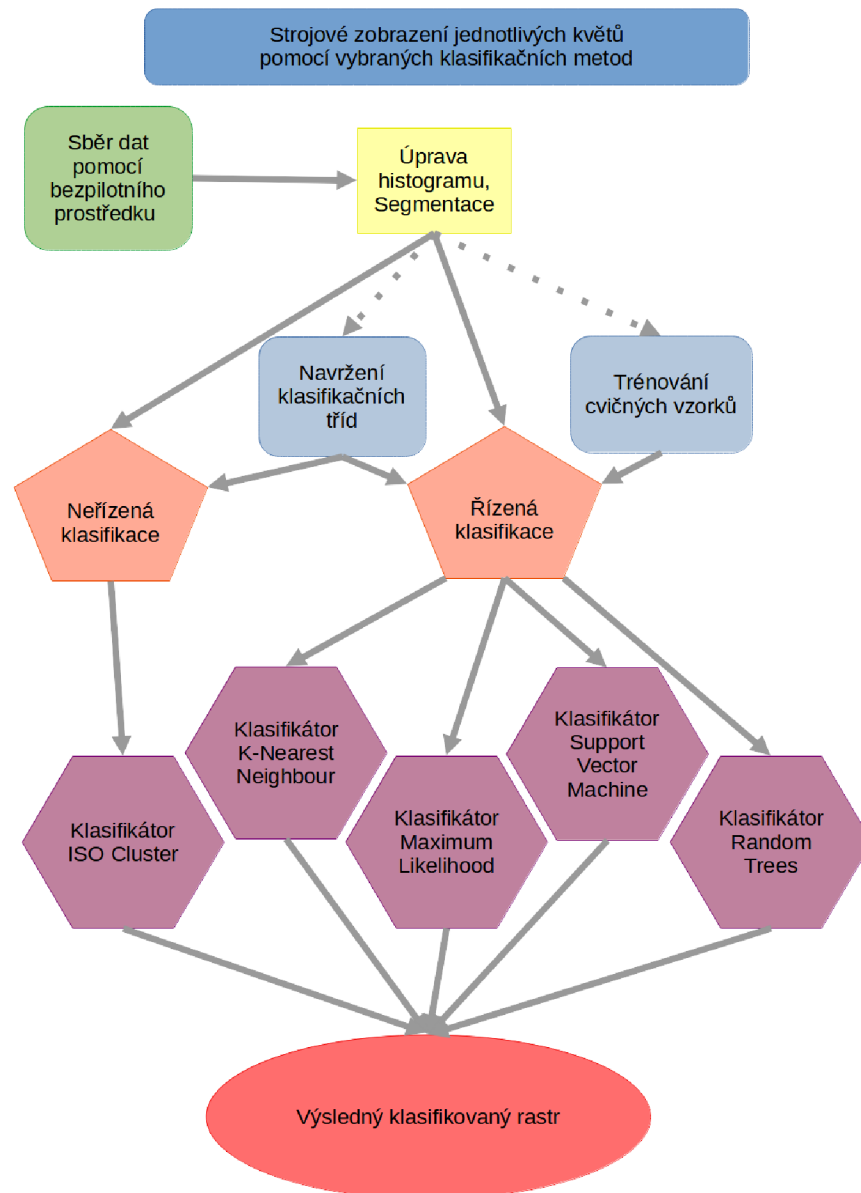 Strojové zobrazení jednotlivých květů
pomocí vybraných klasifikačních metod
Sběr dat
pomocí
bezpilotního
prostředku
Úprava
histogramu,
Segmentace
Navržení
klasifikačních
tříd
Trénování
cvičných vzorků
Neřízená
klasifikace
Řízená
klasifikace
Klasifikátor
ISO Cluster
Klasifikátor
K-Nearest
Neighbour
Klasifikátor
Maximum
Likelihood
Klasifikátor
Support
Vector
Machine
Klasifikátor
Random
Trees
Výsledný klasifikovaný rastr